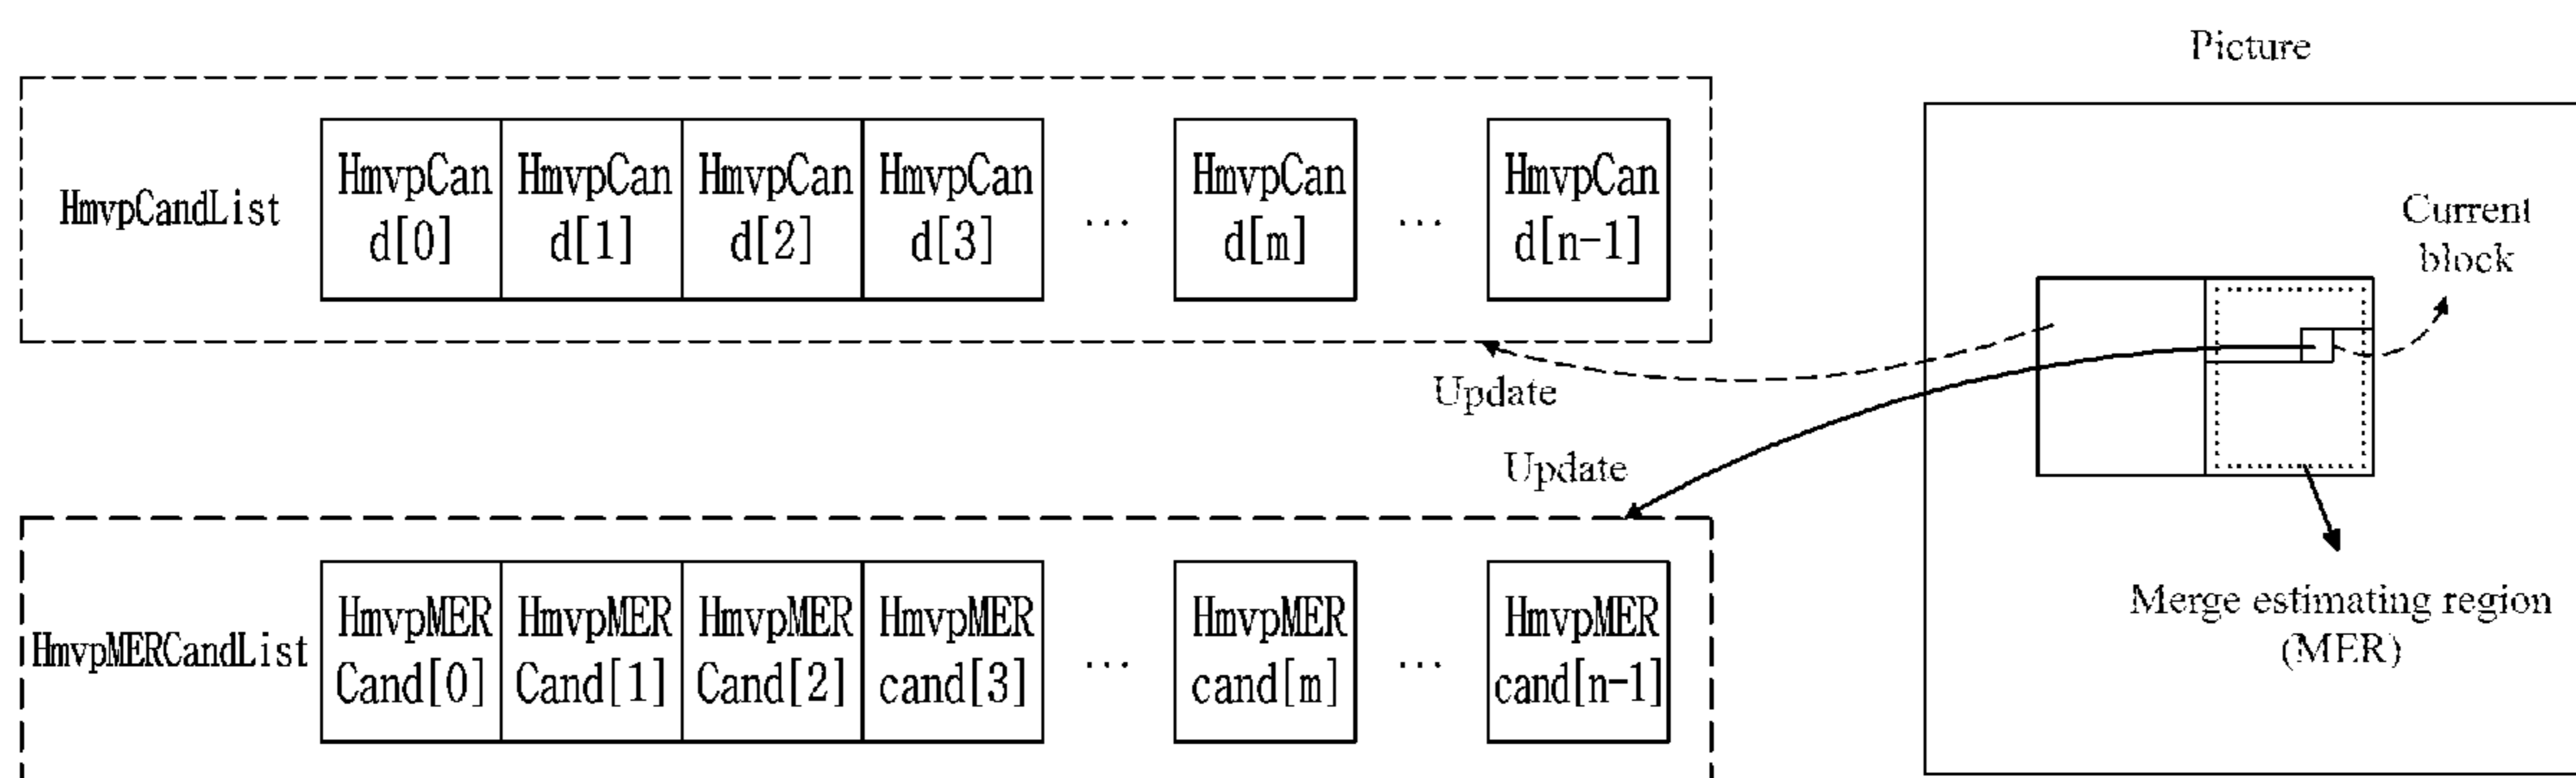 Picture
HmvpCandList
HmvpCan
d[0]
HmvpCan
d[1]
HmvpCan
d[2]
HmvpCan
d[3]
...
HmvpCan
d[m]
...
HmvpCan
d[n-1]
Current
block
Update
Update
HmvpMERCandList
HmvpMER
Cand[0]
HmvpMER
Cand[1]
HmvpMER
Cand[2]
HmvpMER
cand[3]
...
HmvpMER
cand[m]
...
HmvpMER
cand[n-1]
Merge estimating region
(MER)